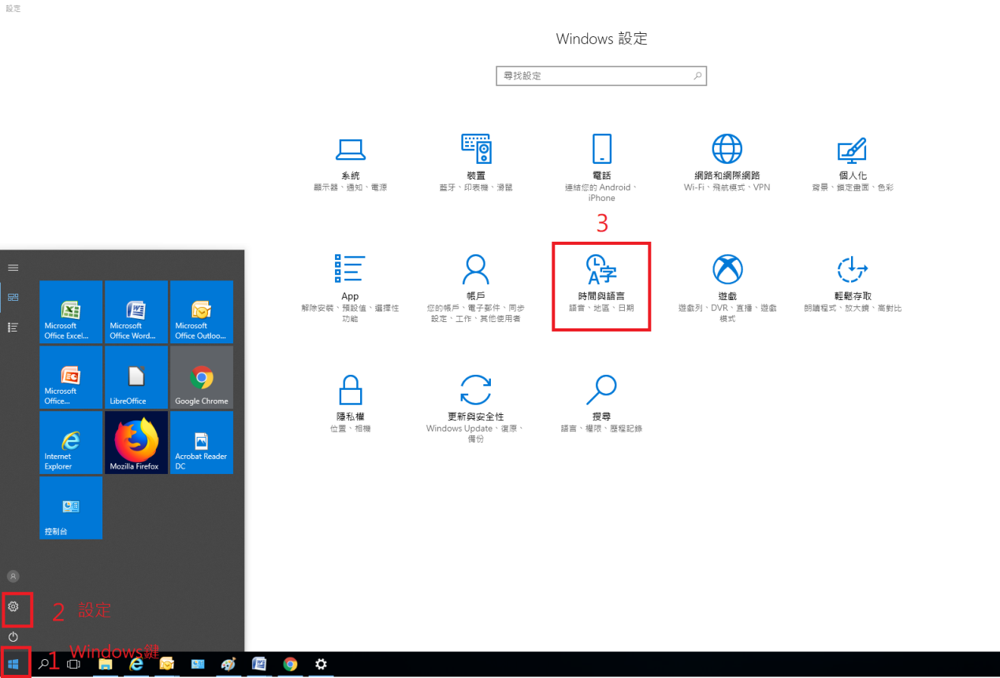 設定
Windows 設定
尋找設定
系統
顯示器、通知、電源
裝置
藍牙、印表機、滑鼠
電話
連結您的 Android、
iPhone
網路和網際網路
Wi-Fi、飛航模式、VPN
個人化
背景、鎖定畫面、色彩
3
App
解除安裝、預設值、選擇性
功能
帳戶
您的帳戶、電子郵件、同步
設定、工作、其他使用者
時間與語言
語音、地區、日期
遊戲
遊戲列、DVR、直播、遊戲
模式
輕鬆存取
朗讀程式、放大鏡、高對比
隱私權
位置、相機
更新與安全性
Windows Update、復原、
備份
搜尋
語言、權限、歷程記錄
Microsoft
Office Excel...
Microsoft
Office Word...
Microsoft
Office Outloo...
Microsoft
Office...
LibreOffice
Google Chrome
Internet
Explorer
Mozilla Firefox
Acrobat Reader
DC
控制台
2 設定
1 Windows鍵